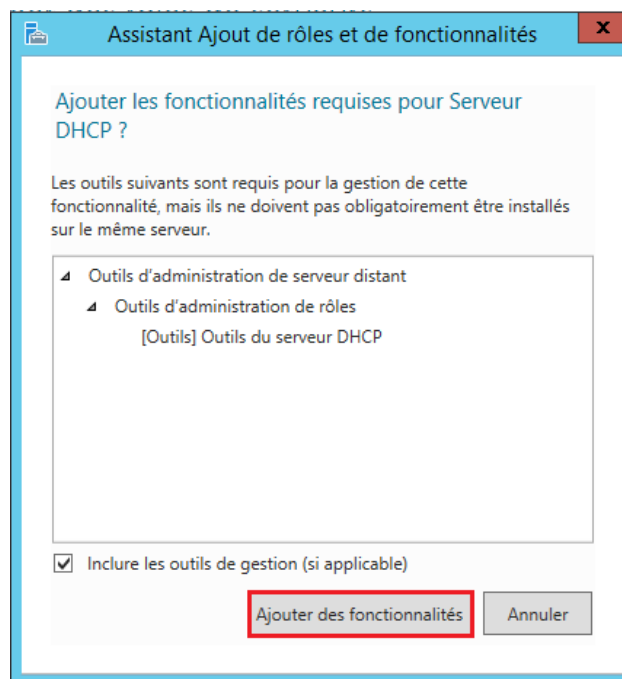 Assistant Ajout de rôles et de fonctionnalités
x
Ajouter les fonctionnalités requises pour Serveur
DHCP ?
Les outils suivants sont requis pour la gestion de cette
fonctionnalité, mais ils ne doivent pas obligatoirement être installés
sur le même serveur.
Outils d'administration de serveur distant
Outils d'administration de rôles
[Outils] Outils du serveur DHCP
Inclure les outils de gestion (si applicable)
Ajouter des fonctionnalités
Annuler